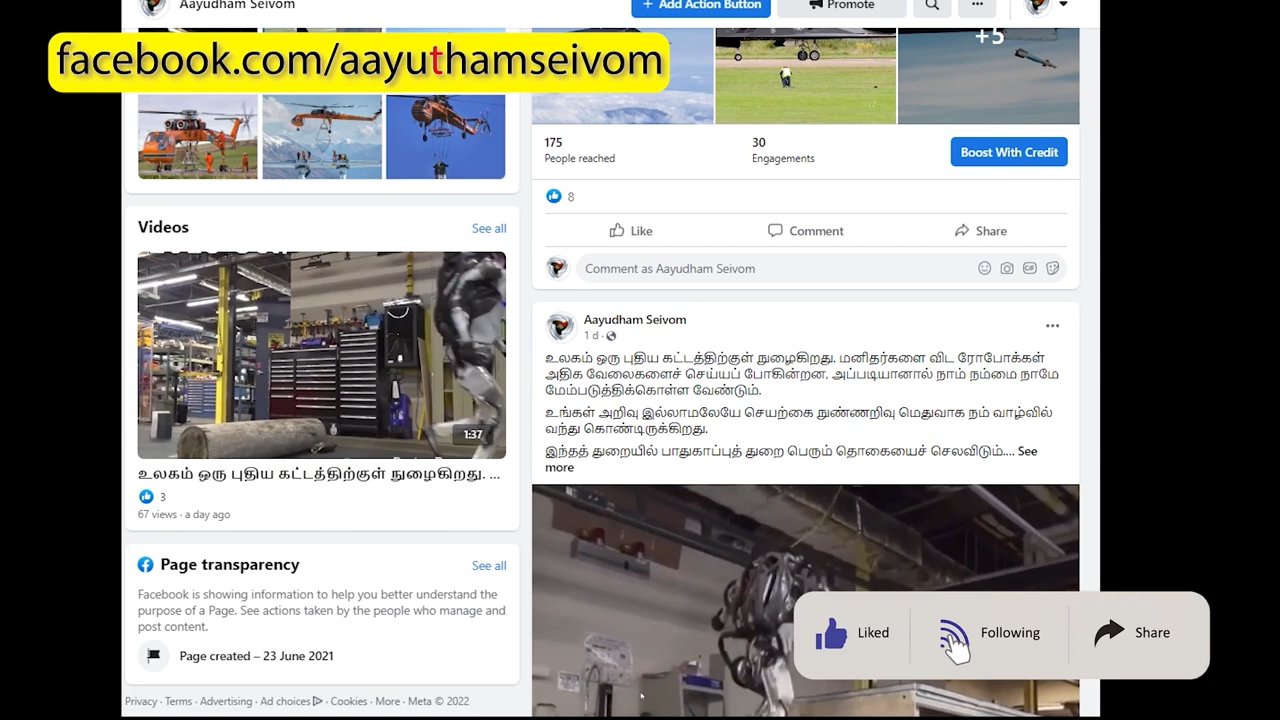 Aayudham Seivom
+ Add Action Button
Promote
facebook.com/aayuthamseivom
+5
175
People reached
30
Engagements
Boost With Credit
8
Like
Comment
Share
Comment as Aayudham Seivom
Videos
See all
1:37
உலகம் ஒரு புதிய கட்டத்திற்குள் நுழைகிறது. ...
3
67 views · a day ago
Page transparency
See all
Facebook is showing information to help you better understand the
purpose of a Page. See actions taken by the people who manage and
post content.
Page created – 23 June 2021
Privacy · Terms · Advertising · Ad choices · Cookies · More · Meta © 2022
Aayudham Seivom
1 d ·
உலகம் ஒரு புதிய கட்டத்திற்குள் நுழைகிறது. மனிதர்களை விட ரோபோக்கள்
அதிக வேலைகளைச் செய்யப் போகின்றன. அப்படியானால் நாம் நம்மை நாமே
மேம்படுத்திக்கொள்ள வேண்டும்.
உங்கள் அறிவு இல்லாமலேயே செயற்கை நுண்ணறிவு மெதுவாக நம் வாழ்வில்
வந்து கொண்டிருக்கிறது.
இந்தத் துறையில் பாதுகாப்புத் துறை பெரும் தொகையைச் செலவிடும்.... See
more
Liked
Following
Share